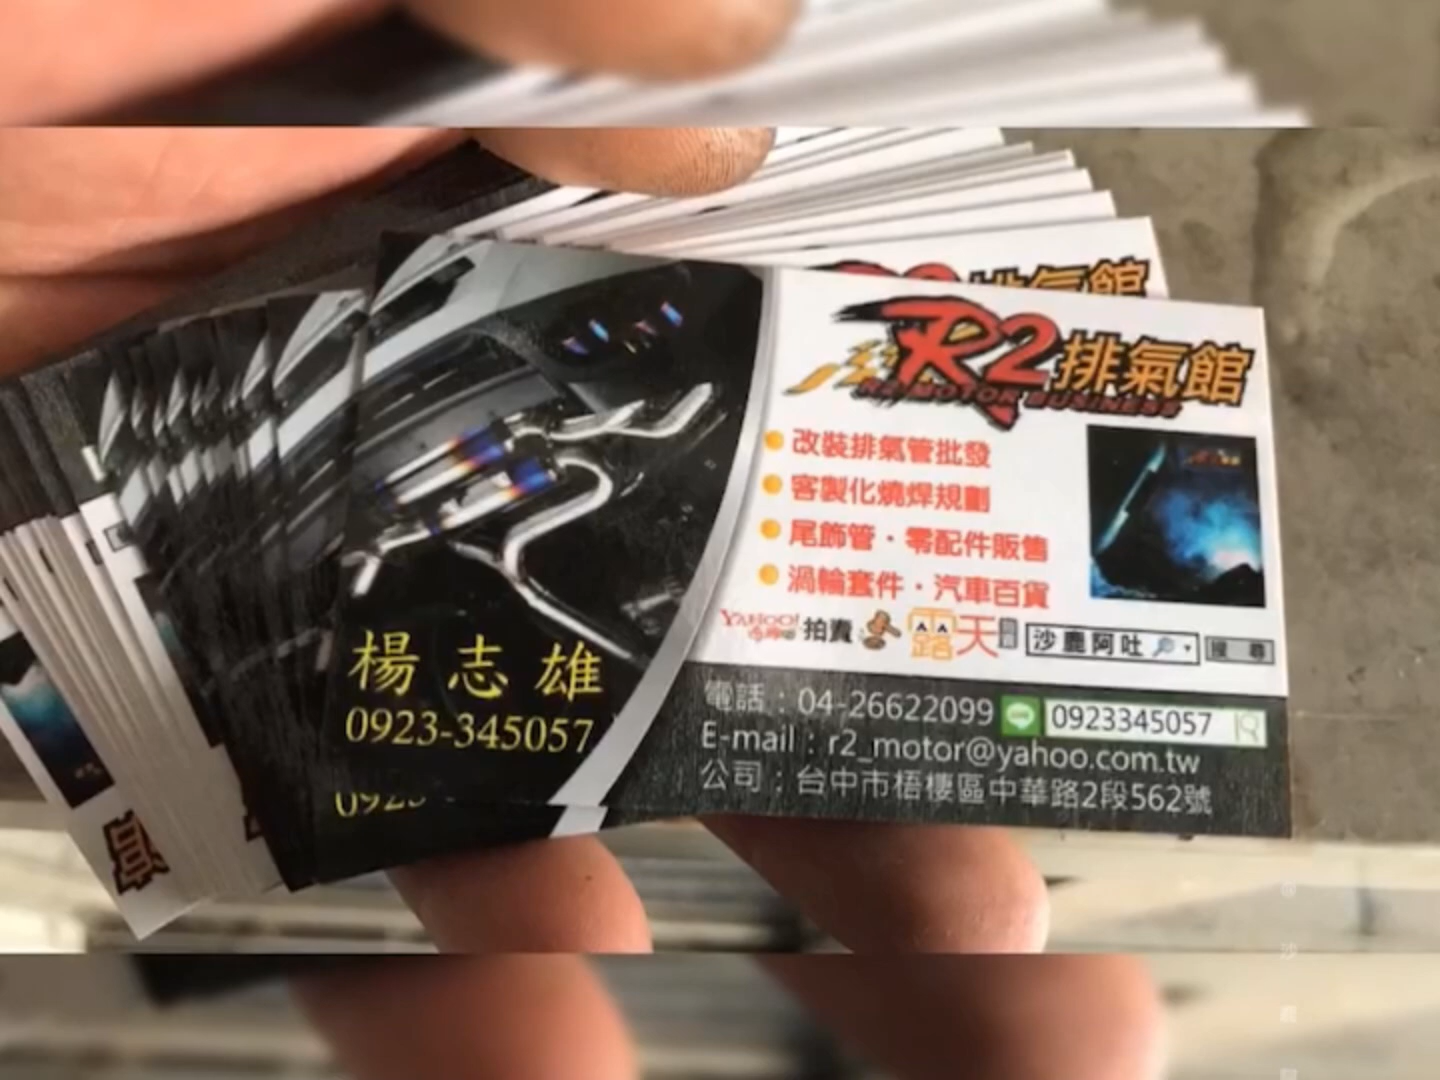 R2排氣館
R2 MOTOR BUSINESS
改裝排氣管批發
客製化燒焊規劃
尾飾管・零配件販售
渦輪套件・汽車百貨
YAHOO!奇摩 拍賣 露天 沙鹿阿吐 搜尋
楊志雄
0923-345057
電話：04-26622099 LINE 0923345057
E-mail：r2_motor@yahoo.com.tw
公司：台中市梧棲區中華路2段562號